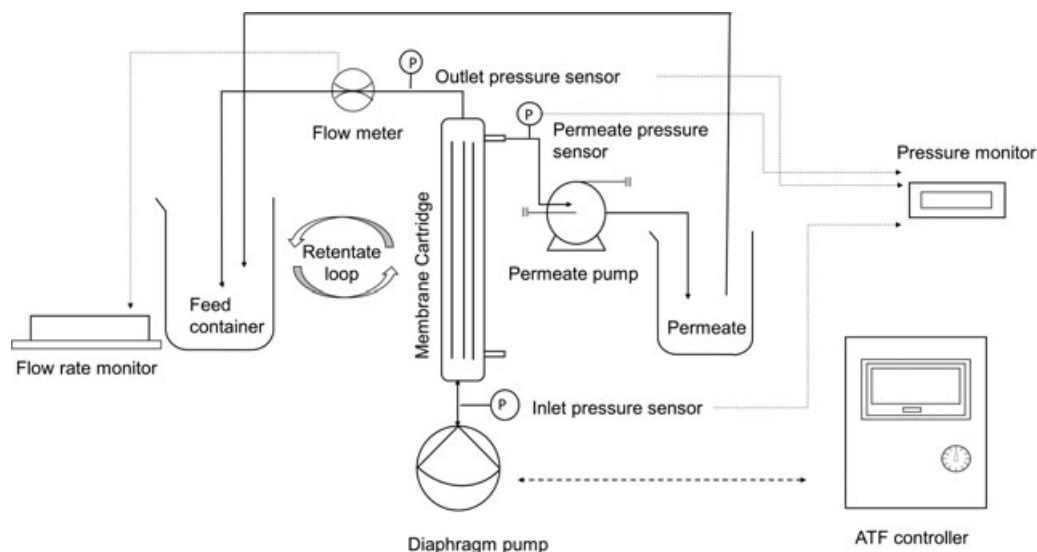 P
Outlet pressure sensor
Flow meter
P
Permeate pressure
sensor
Pressure monitor
Membrane Cartridge
Retentate
loop
Permeate pump
Feed
container
Permeate
Flow rate monitor
P
Inlet pressure sensor
Diaphragm pump
ATF controller